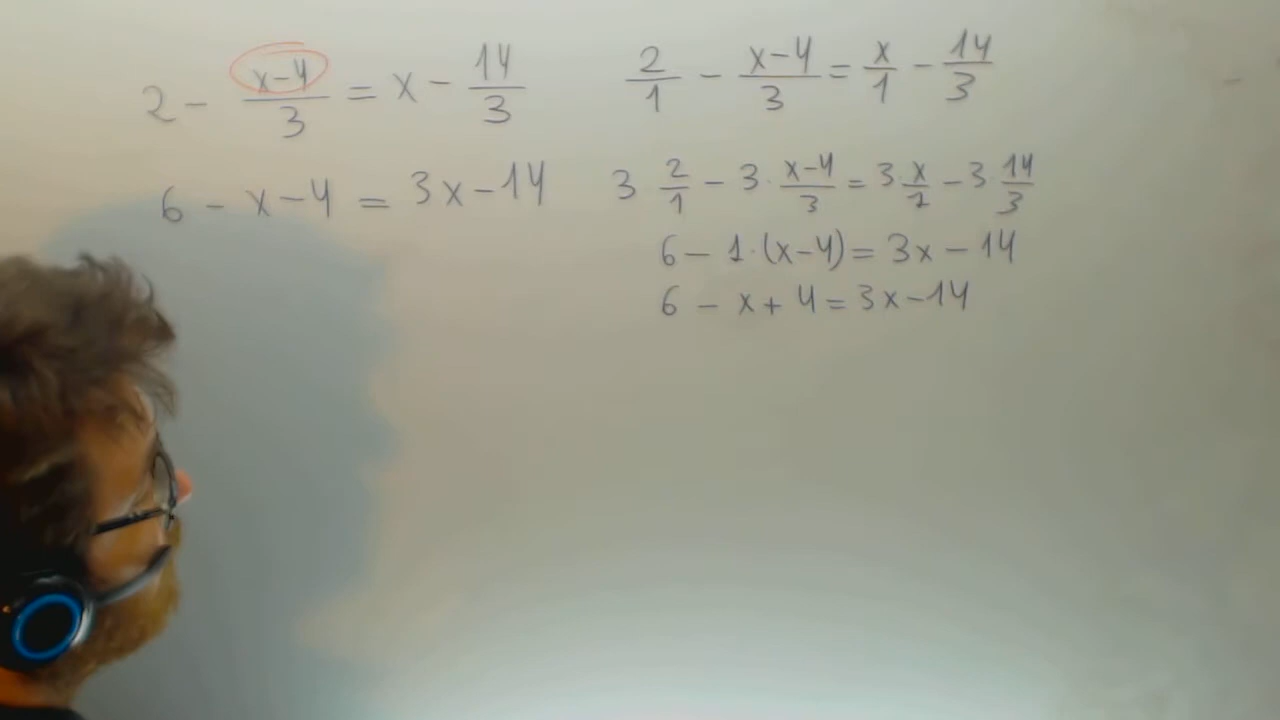 2 - (x-4)/3 = x - 14/3
6 - x-4 = 3x-14
2/1 - (x-4)/3 = x/1 - 14/3
3 2/1 - 3· (x-4)/3 = 3·x/1 - 3 14/3
6 - 1·(x-4) = 3x - 14
6 - x + 4 = 3x - 14